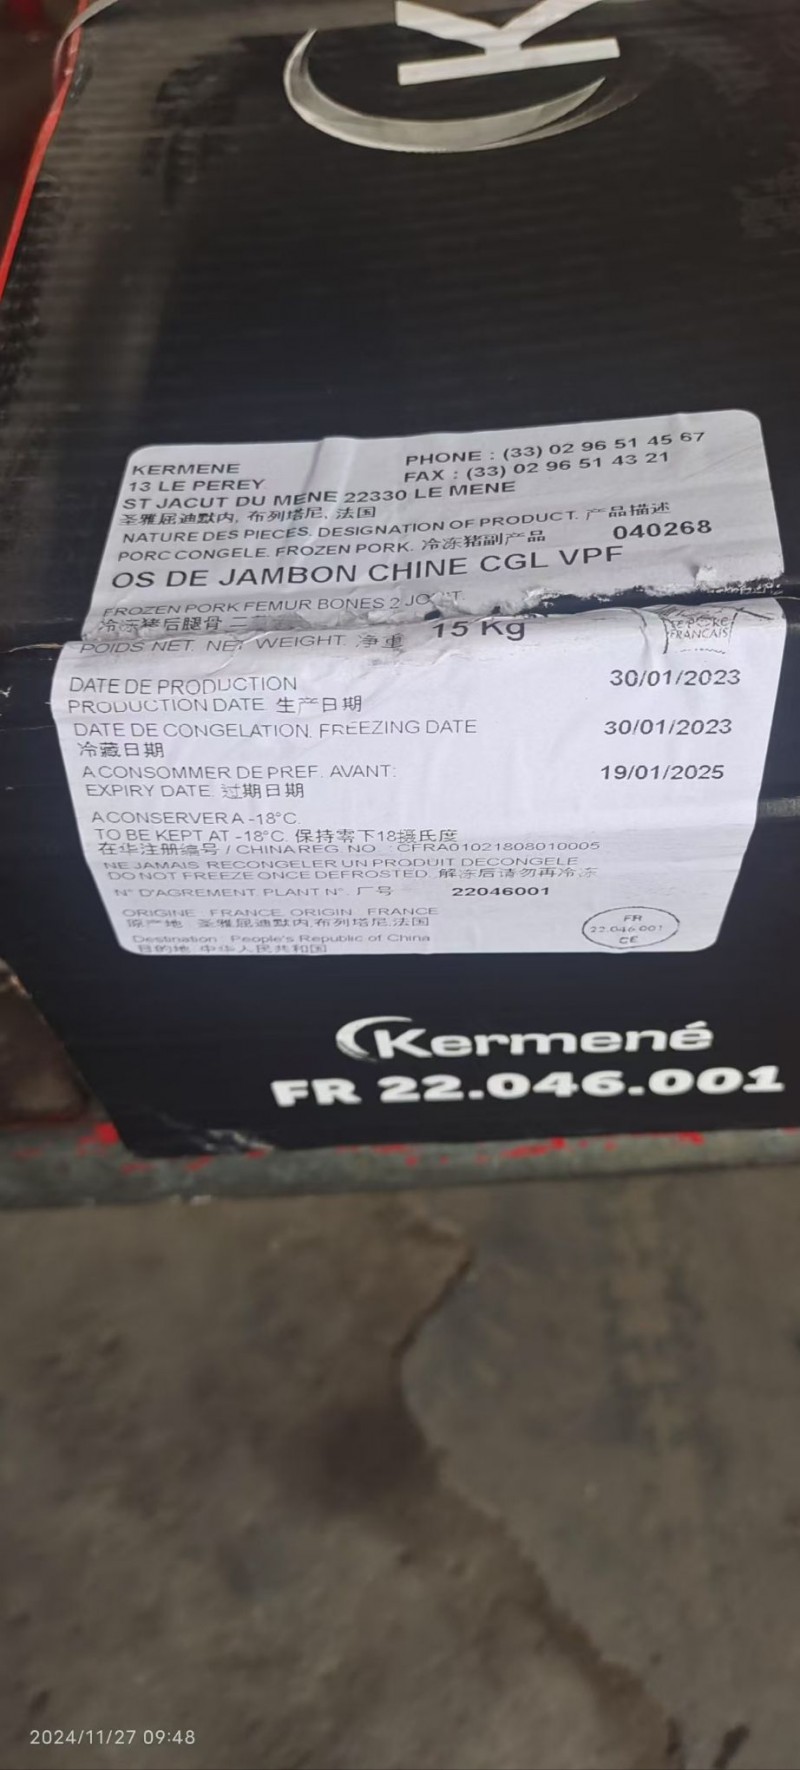 K
KERMENE
PHONE : (33) 02 96 51 45 67
13 LE PEREY
FAX : (33) 02 96 51 43 21
ST JACUT DU MENE 22330 LE MENE
圣雅屈迪默内, 布列塔尼, 法国
NATURE DES PIECES. DESIGNATION OF PRODUCT. 产品描述
PORC CONGELE. FROZEN PORK. 冷冻猪副产品 040268
OS DE JAMBON CHINE CGL VPF
FROZEN PORK FEMUR BONES 2
冷冻猪后腿骨
POIDS NET. NET WEIGHT. 净重 15 Kg
LE PORC
FRANCAIS
DATE DE PRODUCTION 30/01/2023
PRODUCTION DATE 生产日期
DATE DE CONGELATION. FREEZING DATE 30/01/2023
冷藏日期
A CONSOMMER DE PREF. AVANT: 19/01/2025
EXPIRY DATE 过期日期
A CONSERVER A -18°C.
TO BE KEPT AT -18°C. 保持零下18摄氏度
在华注册编号 / CHINA REG. NO. : CFRA01021808010005
NE JAMAIS RECONGELER UN PRODUIT DECONGELE
DO NOT FREEZE ONCE DEFROSTED. 解冻后请勿再冷冻
N° D'AGREMENT. PLANT N°. 厂号 22046001
ORIGINE : FRANCE. ORIGIN : FRANCE
原产地 : 圣雅屈迪默内,布列塔尼,法国
FR
22.046.001
CE
Destination : People's Republic of China
目的地 : 中华人民共和国
Kermené
FR 22.046.001
2024/11/27 09:48